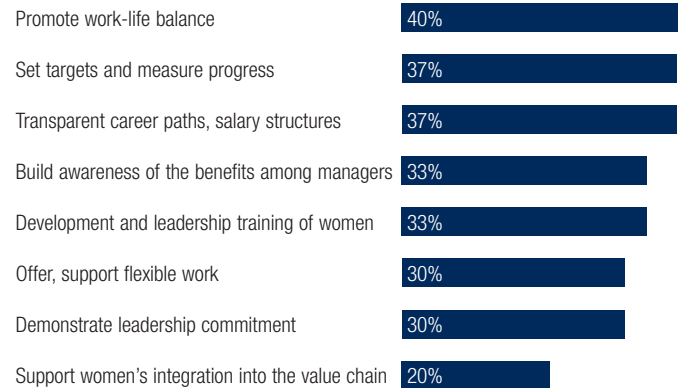 Promote work-life balance 40%
Set targets and measure progress 37%
Transparent career paths, salary structures 37%
Build awareness of the benefits among managers 33%
Development and leadership training of women 33%
Offer, support flexible work 30%
Demonstrate leadership commitment 30%
Support women’s integration into the value chain 20%